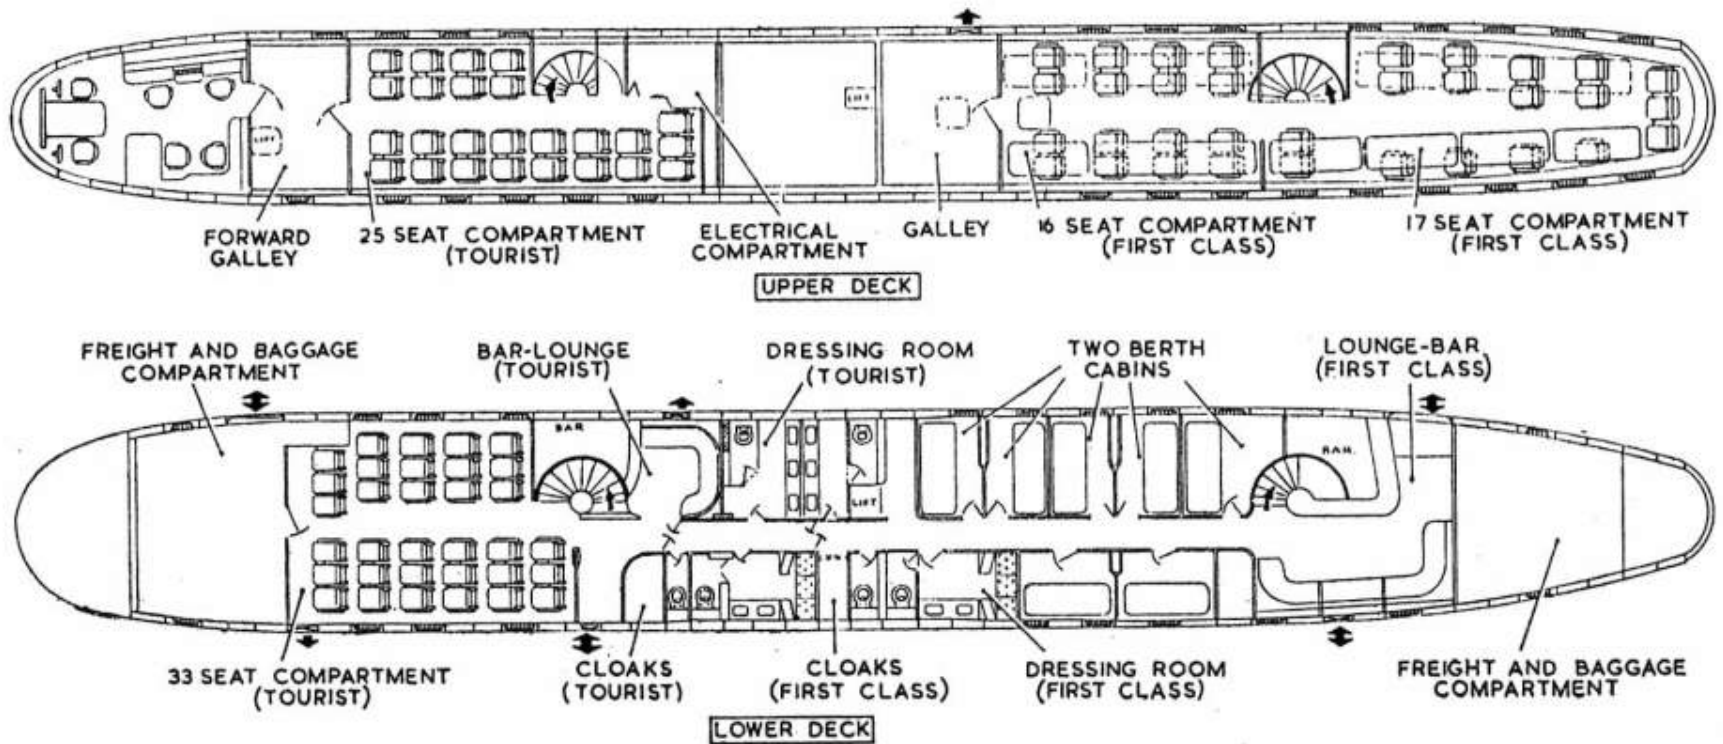 LIFT
LIFT
FORWARD
GALLEY
25 SEAT COMPARTMENT
(TOURIST)
ELECTRICAL
COMPARTMENT
GALLEY
16 SEAT COMPARTMENT
(FIRST CLASS)
17 SEAT COMPARTMENT
(FIRST CLASS)
UPPER DECK
FREIGHT AND BAGGAGE
COMPARTMENT
BAR-LOUNGE
(TOURIST)
DRESSING ROOM
(TOURIST)
TWO BERTH
CABINS
LOUNGE-BAR
(FIRST CLASS)
BAR
BAR
LIFT
33 SEAT COMPARTMENT
(TOURIST)
CLOAKS
(TOURIST)
CLOAKS
(FIRST CLASS)
DRESSING ROOM
(FIRST CLASS)
FREIGHT AND BAGGAGE
COMPARTMENT
LOWER DECK